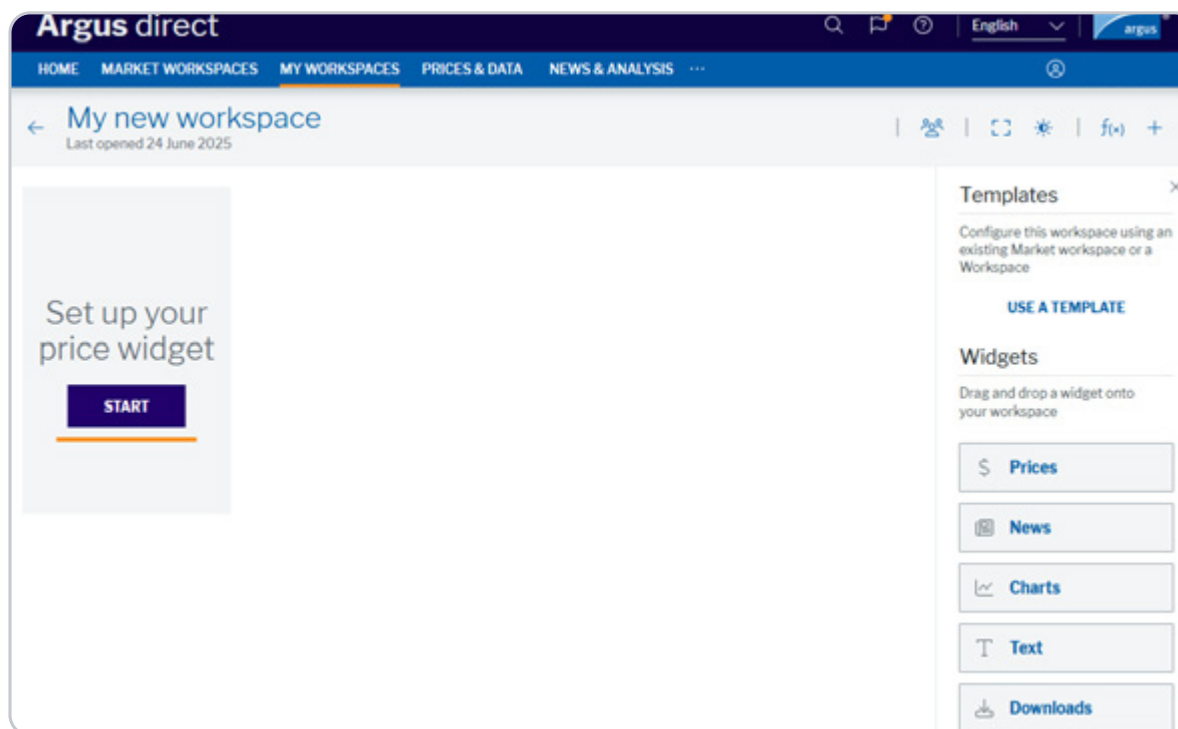 Argus direct
English
argus
HOME MARKET WORKSPACES MY WORKSPACES PRICES & DATA NEWS & ANALYSIS ...
My new workspace
Last opened 24 June 2025
f(x) +
Set up your
price widget
START
Templates
Configure this workspace using an
existing Market workspace or a
Workspace
USE A TEMPLATE
Widgets
Drag and drop a widget onto
your workspace
$ Prices
News
Charts
T Text
Downloads